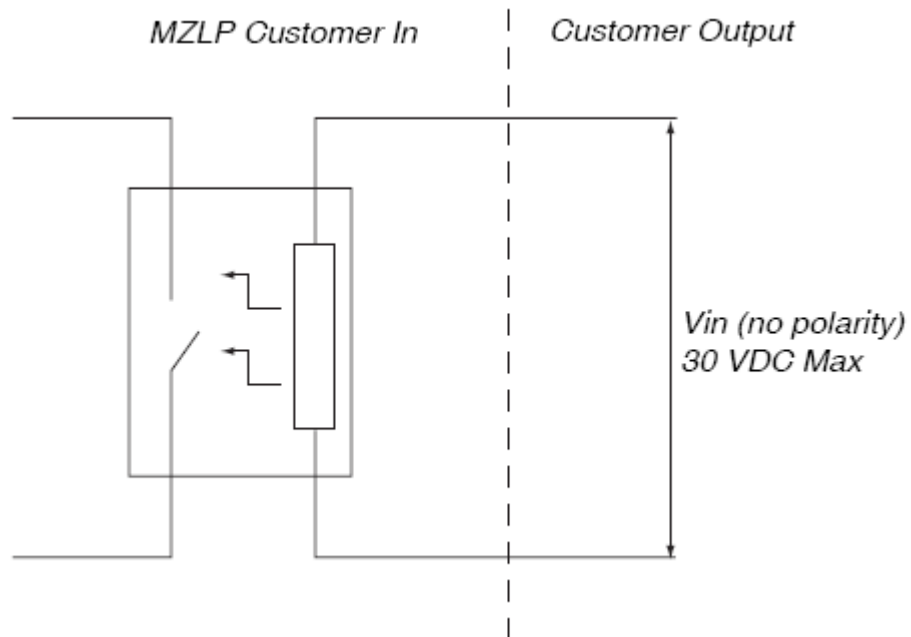 MZLP Customer In
Customer Output
Vin (no polarity)
30 VDC Max